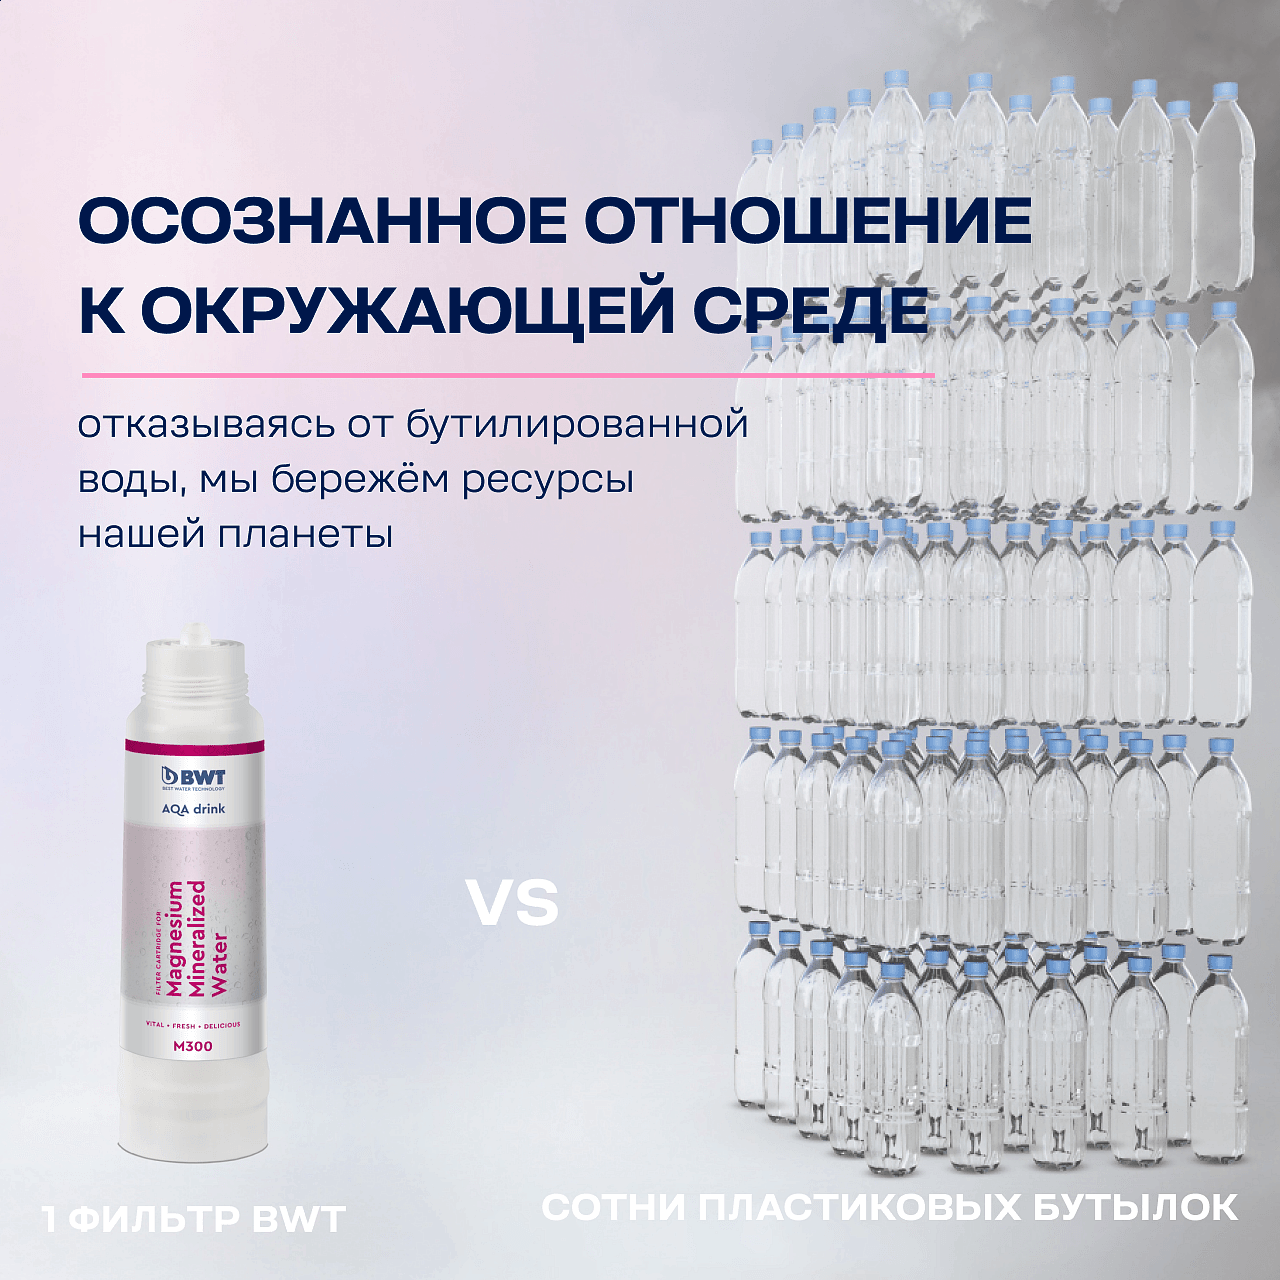 ОСОЗНАННОЕ ОТНОШЕНИЕ
К ОКРУЖАЮЩЕЙ СРЕДЕ
отказываясь от бутилированной
воды, мы бережём ресурсы
нашей планеты
BWT
BEST WATER TECHNOLOGY
AQA drink
FILTER CARTRIDGE FOR
Magnesium
Mineralized
Water
VITAL • FRESH • DELICIOUS
M300
VS
1 ФИЛЬТР BWT
СОТНИ ПЛАСТИКОВЫХ БУТЫЛОК